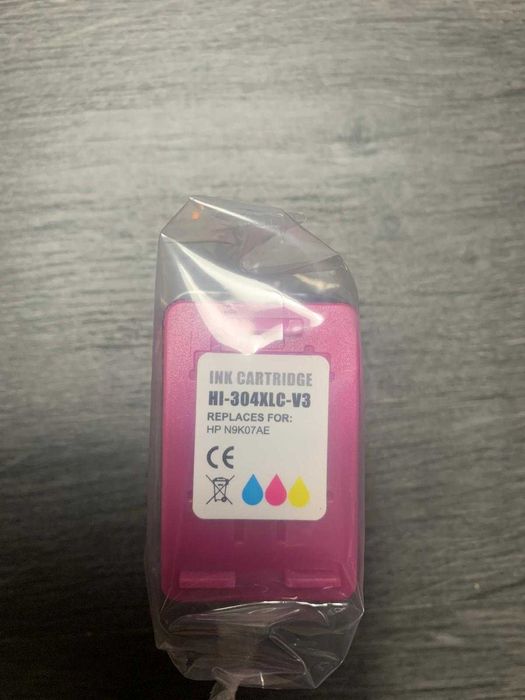 INK CARTRIDGE
HI-304XLC-V3
REPLACES FOR:
HP N9K07AE
CE